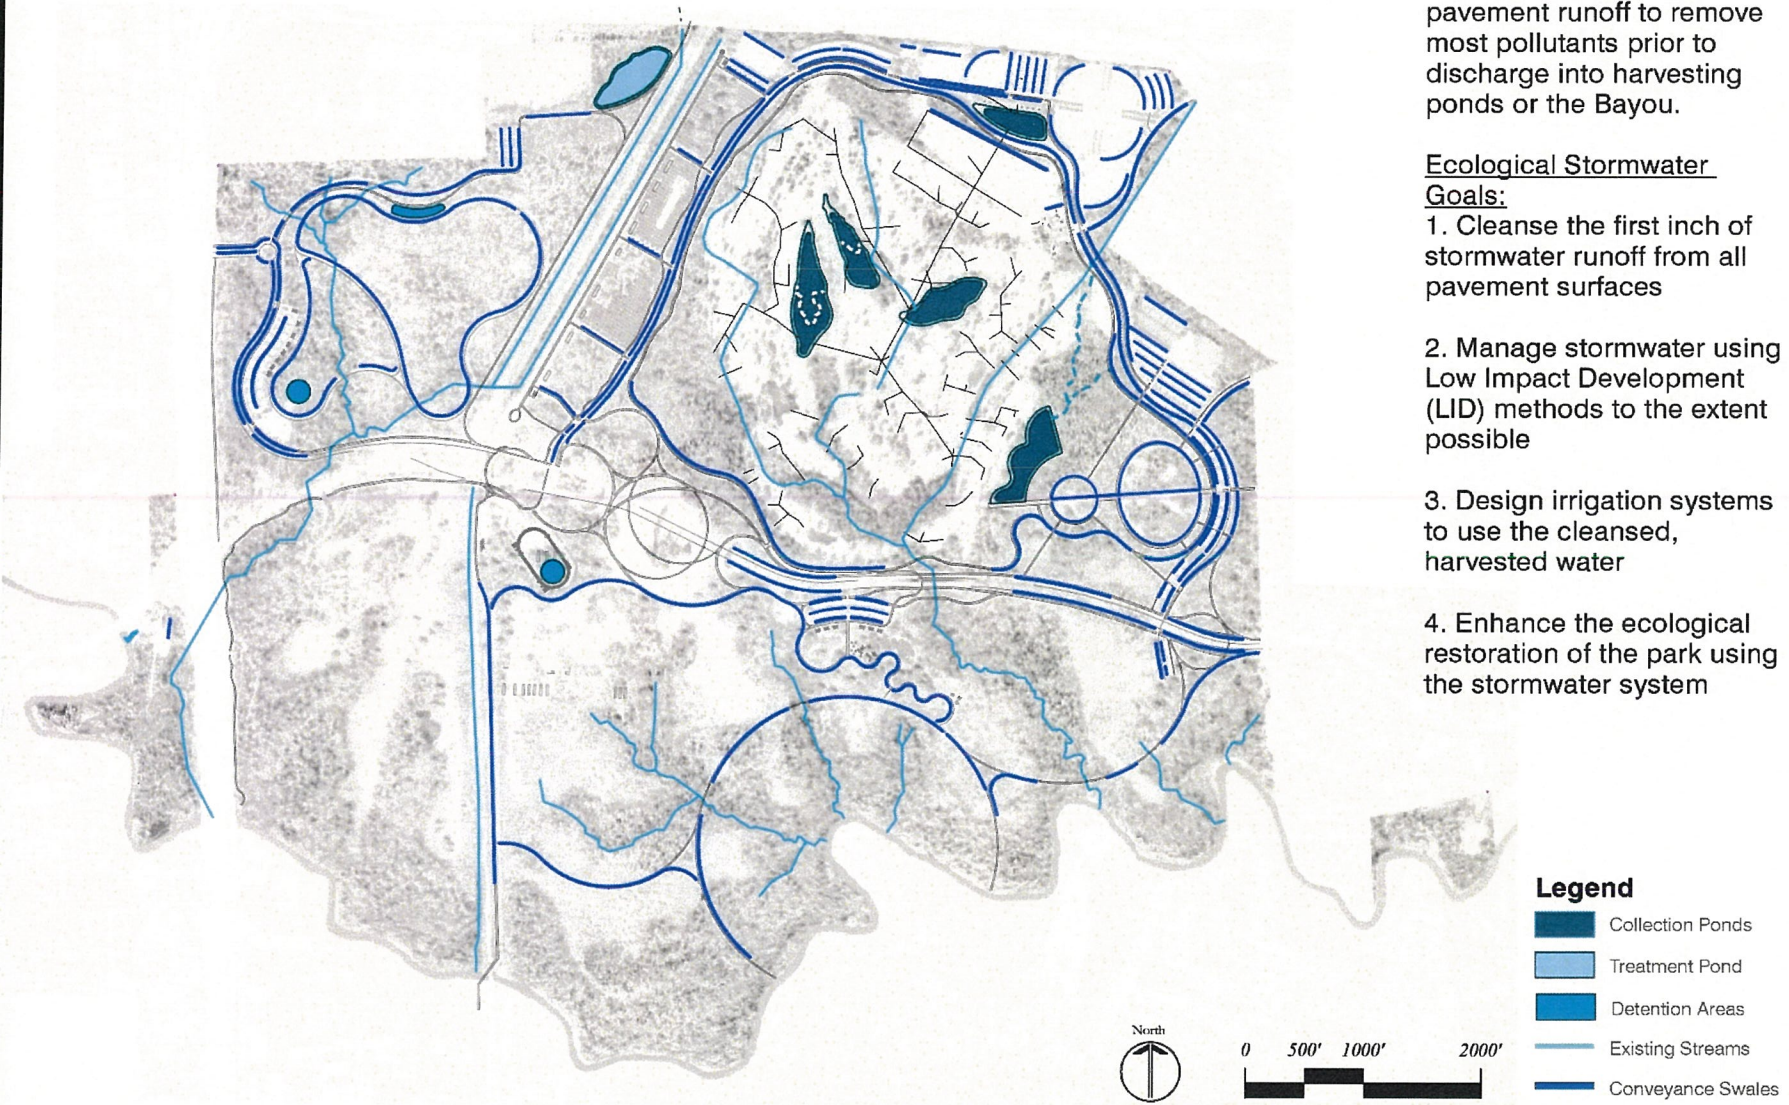 pavement runoff to remove
most pollutants prior to
discharge into harvesting
ponds or the Bayou.
Ecological Stormwater
Goals:
1. Cleanse the first inch of
stormwater runoff from all
pavement surfaces
2. Manage stormwater using
Low Impact Development
(LID) methods to the extent
possible
3. Design irrigation systems
to use the cleansed,
harvested water
4. Enhance the ecological
restoration of the park using
the stormwater system
Legend
Collection Ponds
Treatment Pond
Detention Areas
Existing Streams
Conveyance Swales
North
0 500' 1000' 2000'